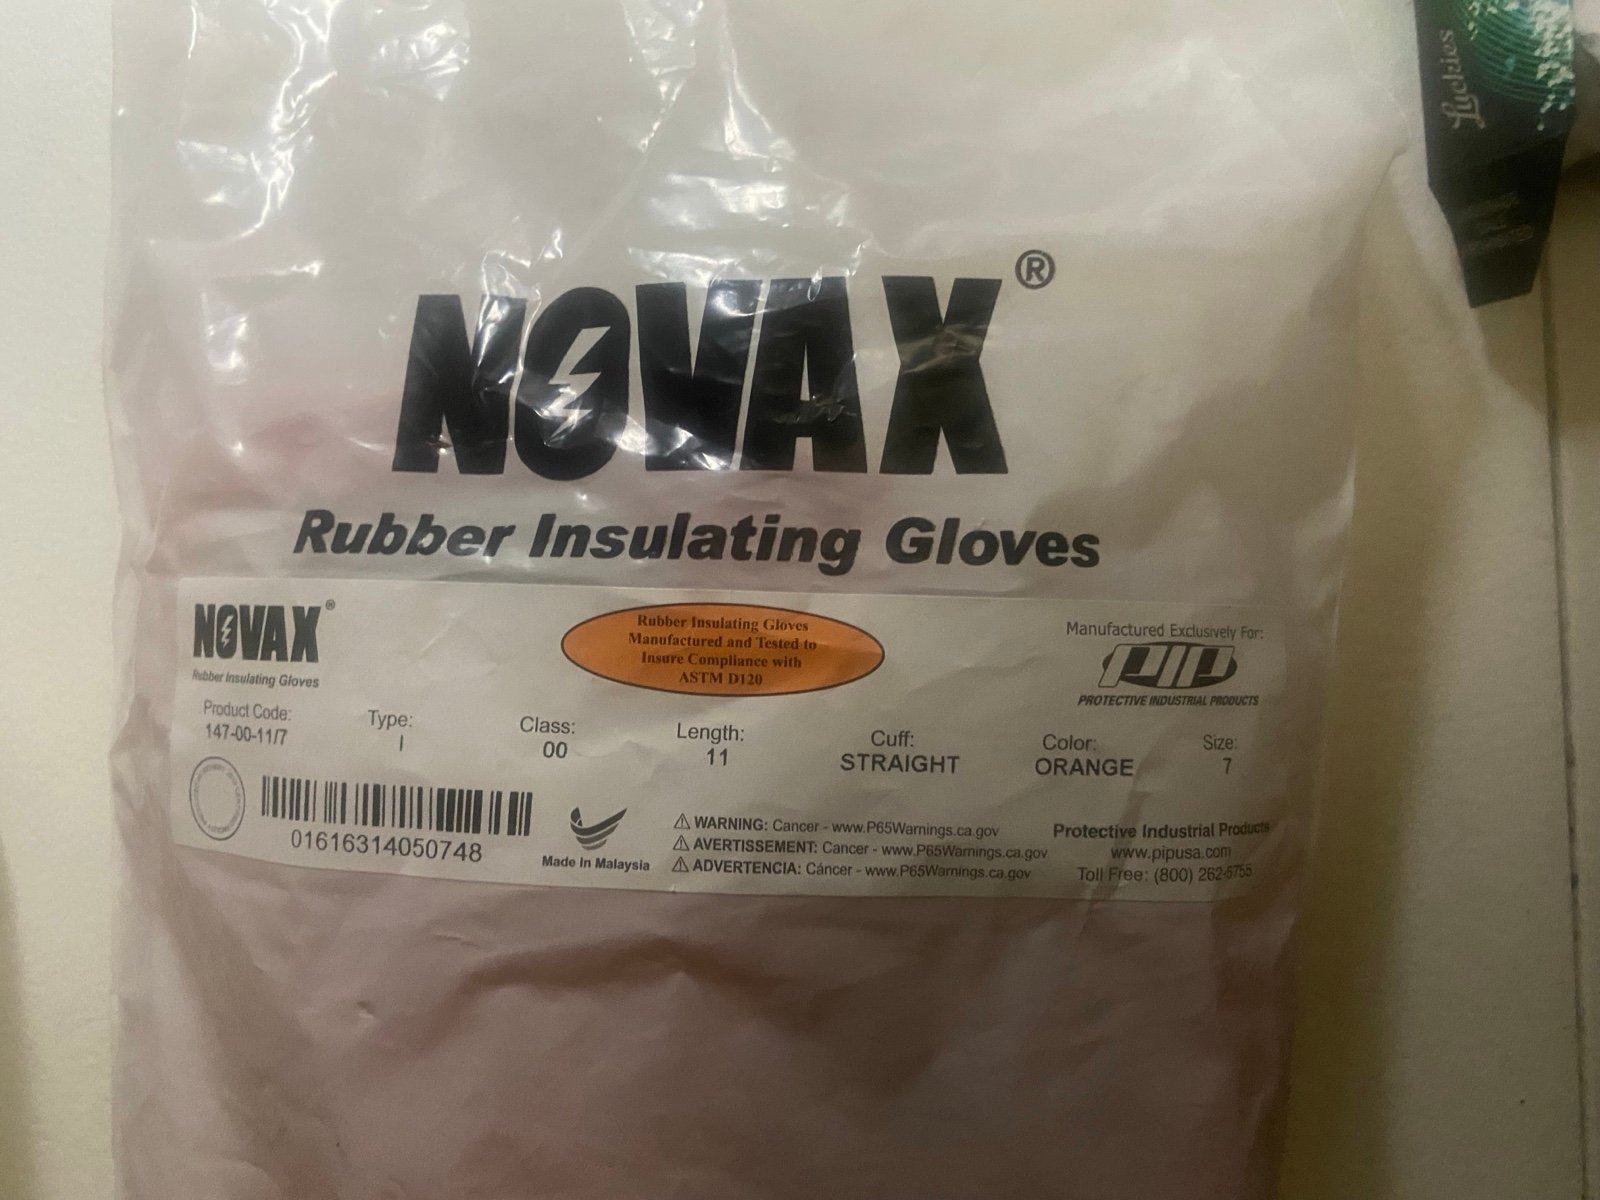 Luckies
NOVAX®
Rubber Insulating Gloves
NOVAX®
Rubber Insulating Gloves
Rubber Insulating Gloves
Manufactured and Tested to
Insure Compliance with
ASTM D120
Manufactured Exclusively For:
PIP
PROTECTIVE INDUSTRIAL PRODUCTS
Product Code:
147-00-11/7
Type:
I
Class:
00
Length:
11
Cuff:
STRAIGHT
Color:
ORANGE
Size:
7
01616314050748
Made In Malaysia
⚠ WARNING: Cancer - www.P65Warnings.ca.gov
⚠ AVERTISSEMENT: Cancer - www.P65Warnings.ca.gov
⚠ ADVERTENCIA: Cáncer - www.P65Warnings.ca.gov
Protective Industrial Products
www.pipusa.com
Toll Free: (800) 262-5755